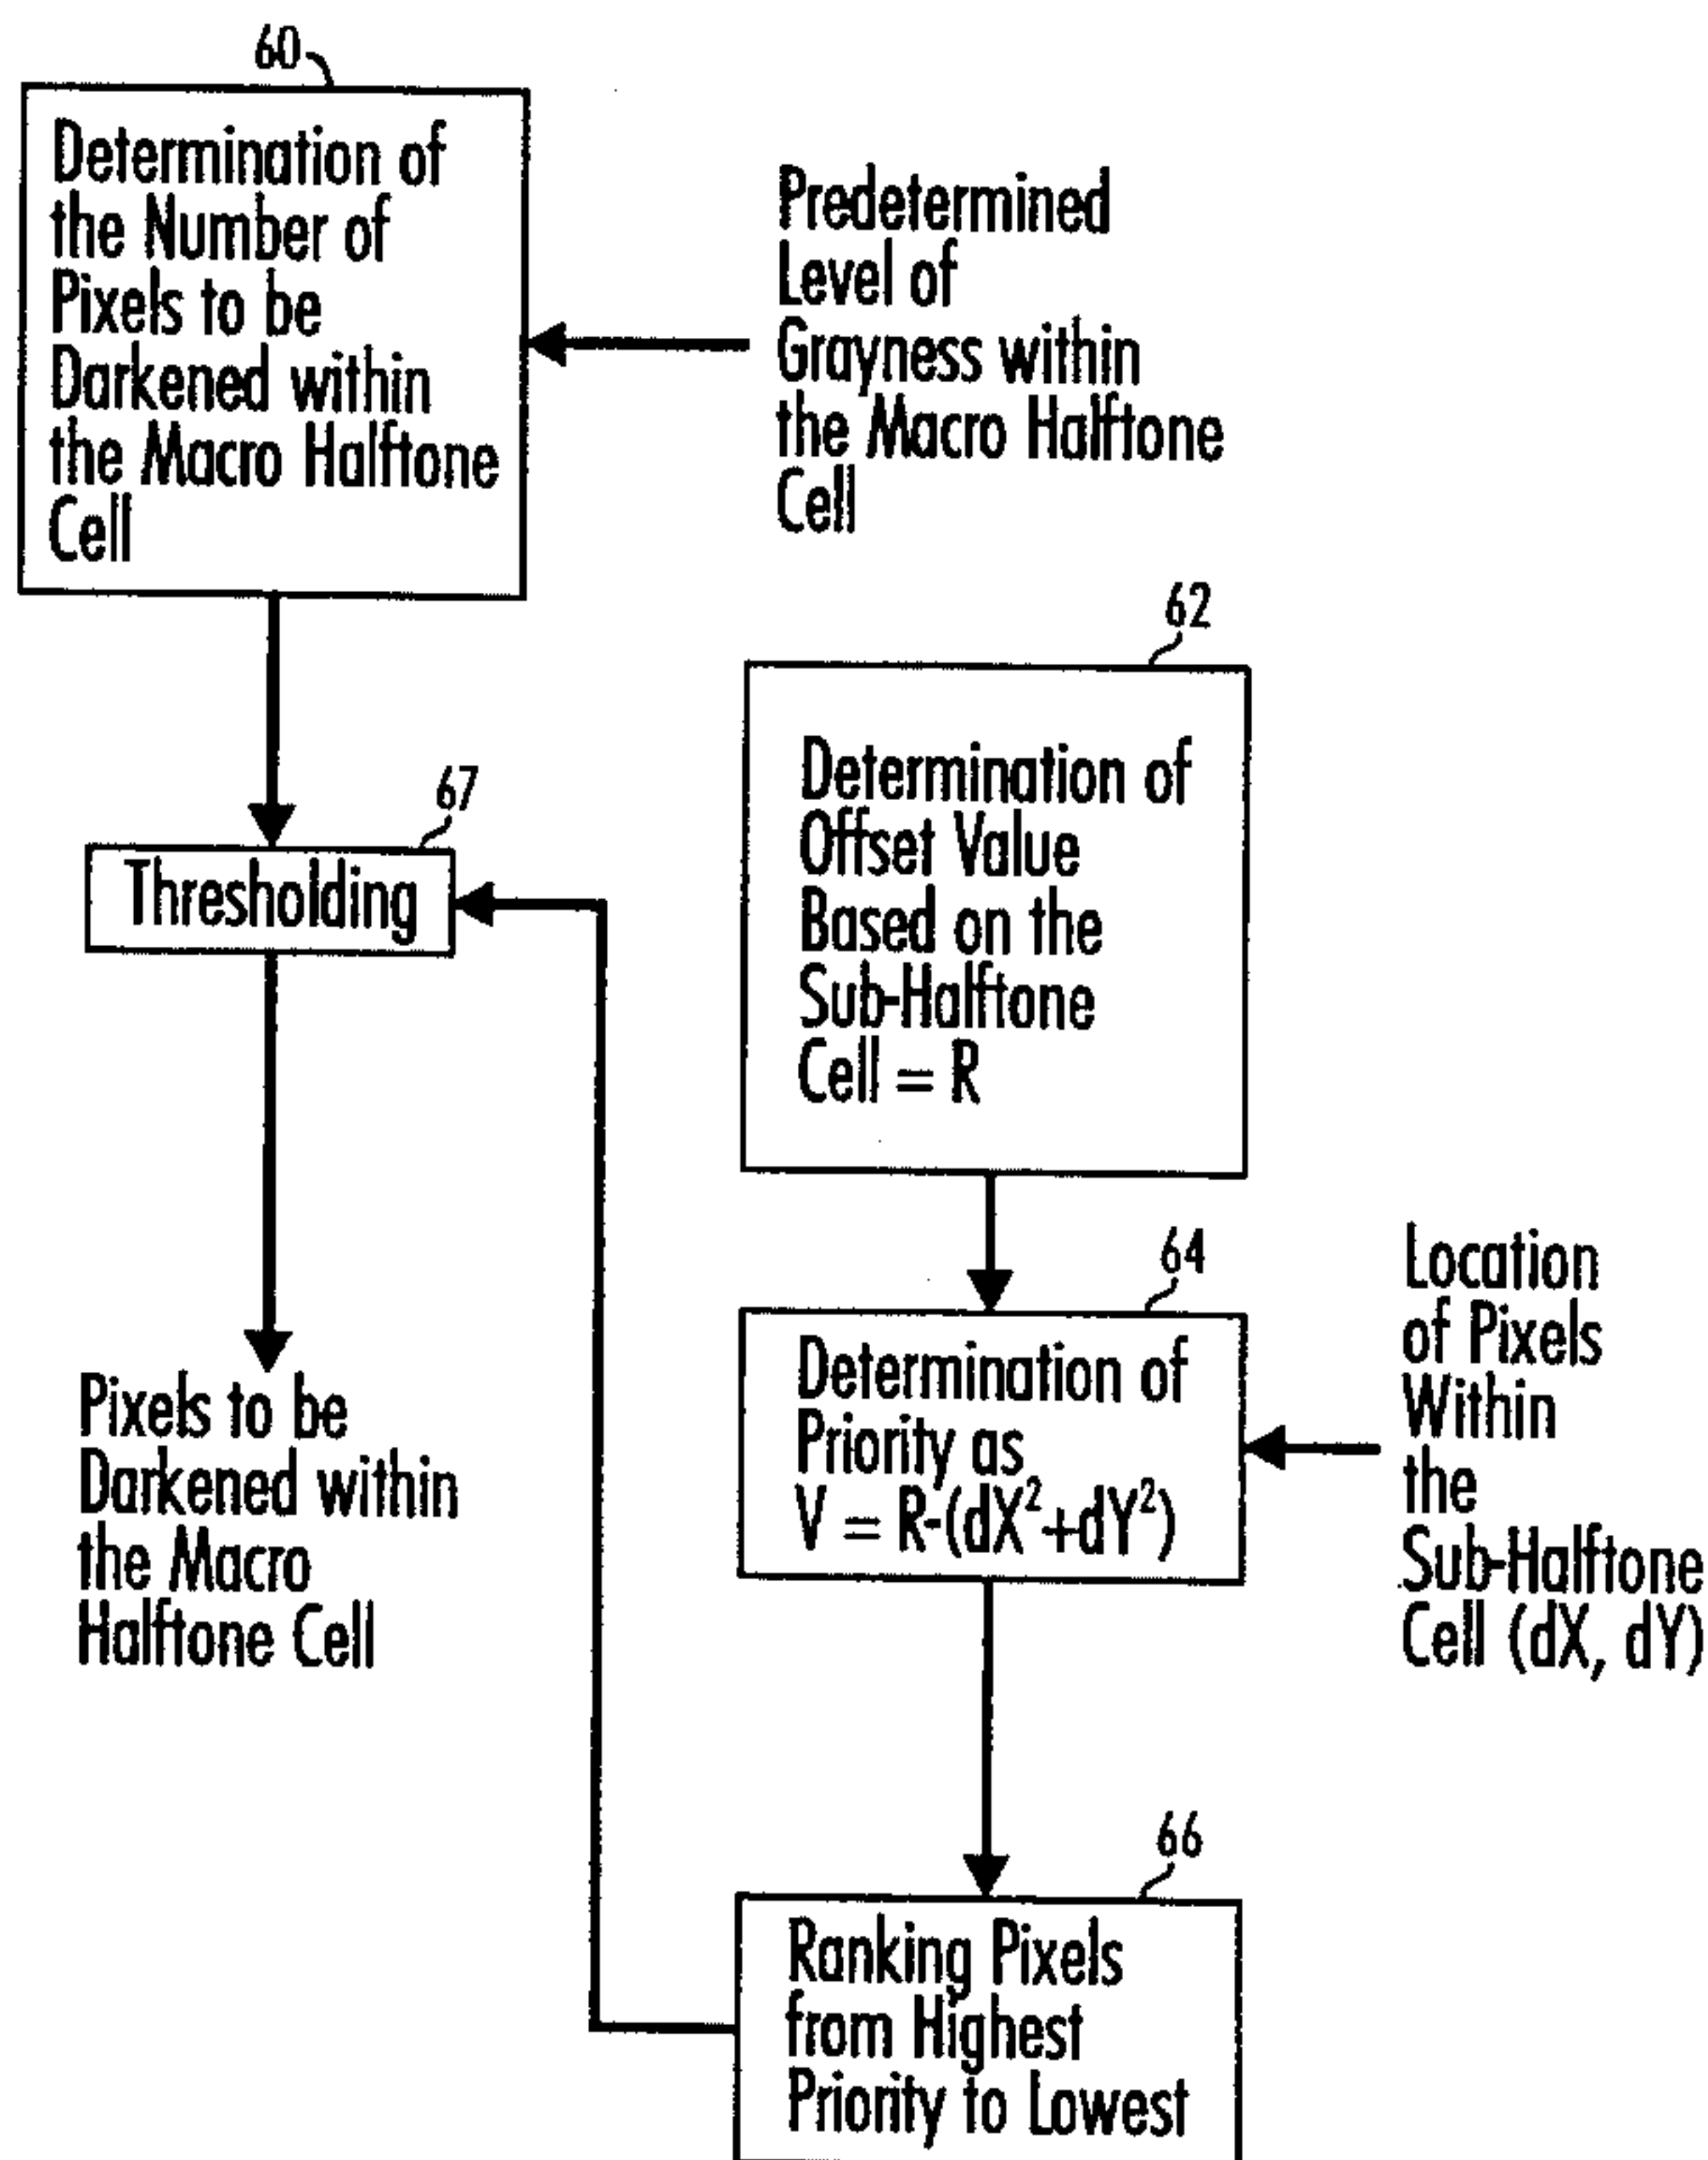 60
Determination of
the Number of
Pixels to be
Darkened within
the Macro Halftone
Cell
Predetermined
Level of
Grayness within
the Macro Halftone
Cell
62
Determination of
Offset Value
Based on the
Sub-Halftone
Cell = R
67
Thresholding
64
Determination of
Priority as
V = R-(dX²+dY²)
Location
of Pixels
Within
the
Sub-Halftone
Cell (dX, dY)
Pixels to be
Darkened within
the Macro
Halftone Cell
66
Ranking Pixels
from Highest
Priority to Lowest